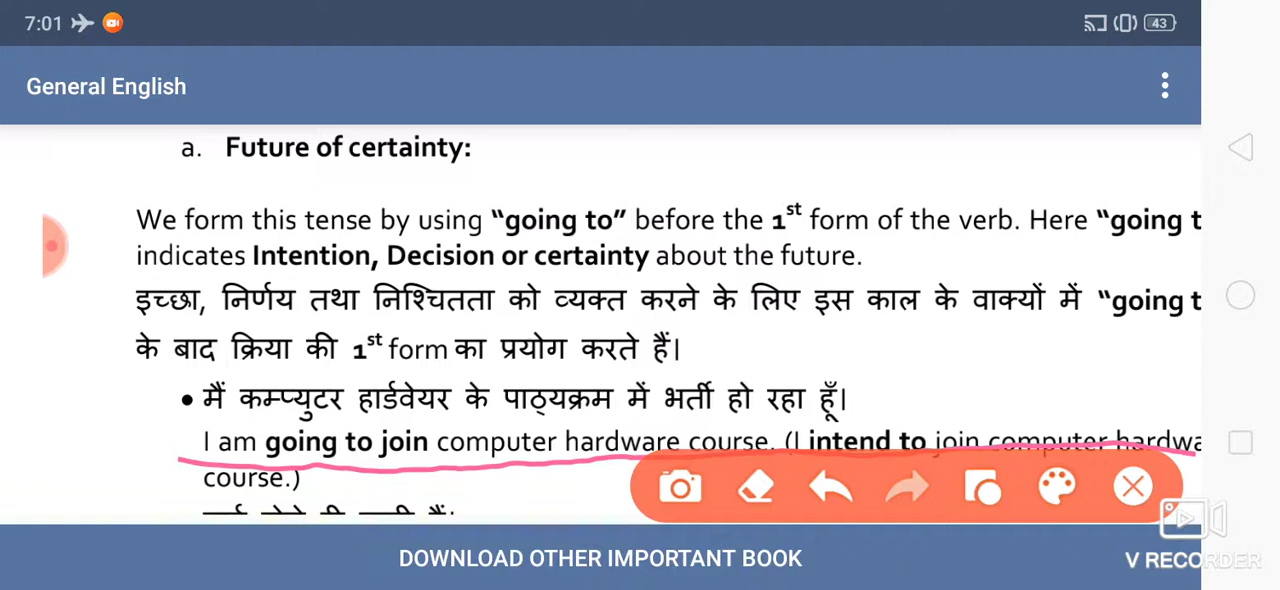 7:01 43
General English
a. Future of certainty:
We form this tense by using “going to” before the 1st form of the verb. Here “going t
indicates Intention, Decision or certainty about the future.
इच्छा, निर्णय तथा निश्चितता को व्यक्त करने के लिए इस काल के वाक्यों में “going t
के बाद क्रिया की 1st form का प्रयोग करते हैं।
• मैं कम्प्युटर हार्डवेयर के पाठ्यक्रम में भर्ती हो रहा हूँ।
I am going to join computer hardware course. (I intend to join computer hardwa
course.)
DOWNLOAD OTHER IMPORTANT BOOK
V RECORDER